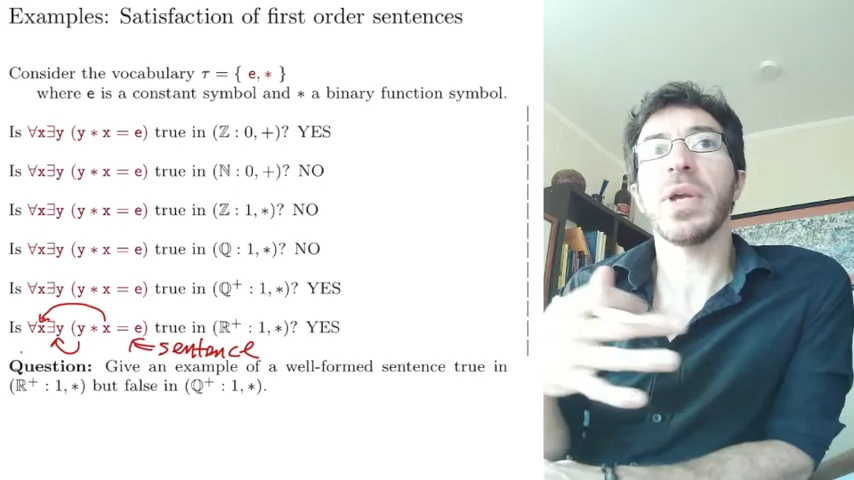 Examples: Satisfaction of first order sentences
Consider the vocabulary τ = { e, * }
where e is a constant symbol and * a binary function symbol.
Is ∀x∃y (y * x = e) true in (ℤ : 0, +)? YES
Is ∀x∃y (y * x = e) true in (ℕ : 0, +)? NO
Is ∀x∃y (y * x = e) true in (ℤ : 1, *)? NO
Is ∀x∃y (y * x = e) true in (ℚ : 1, *)? NO
Is ∀x∃y (y * x = e) true in (ℚ⁺ : 1, *)? YES
Is ∀x∃y (y * x = e) true in (ℝ⁺ : 1, *)? YES
sentence
Question: Give an example of a well-formed sentence true in
(ℝ⁺ : 1, *) but false in (ℚ⁺ : 1, *).